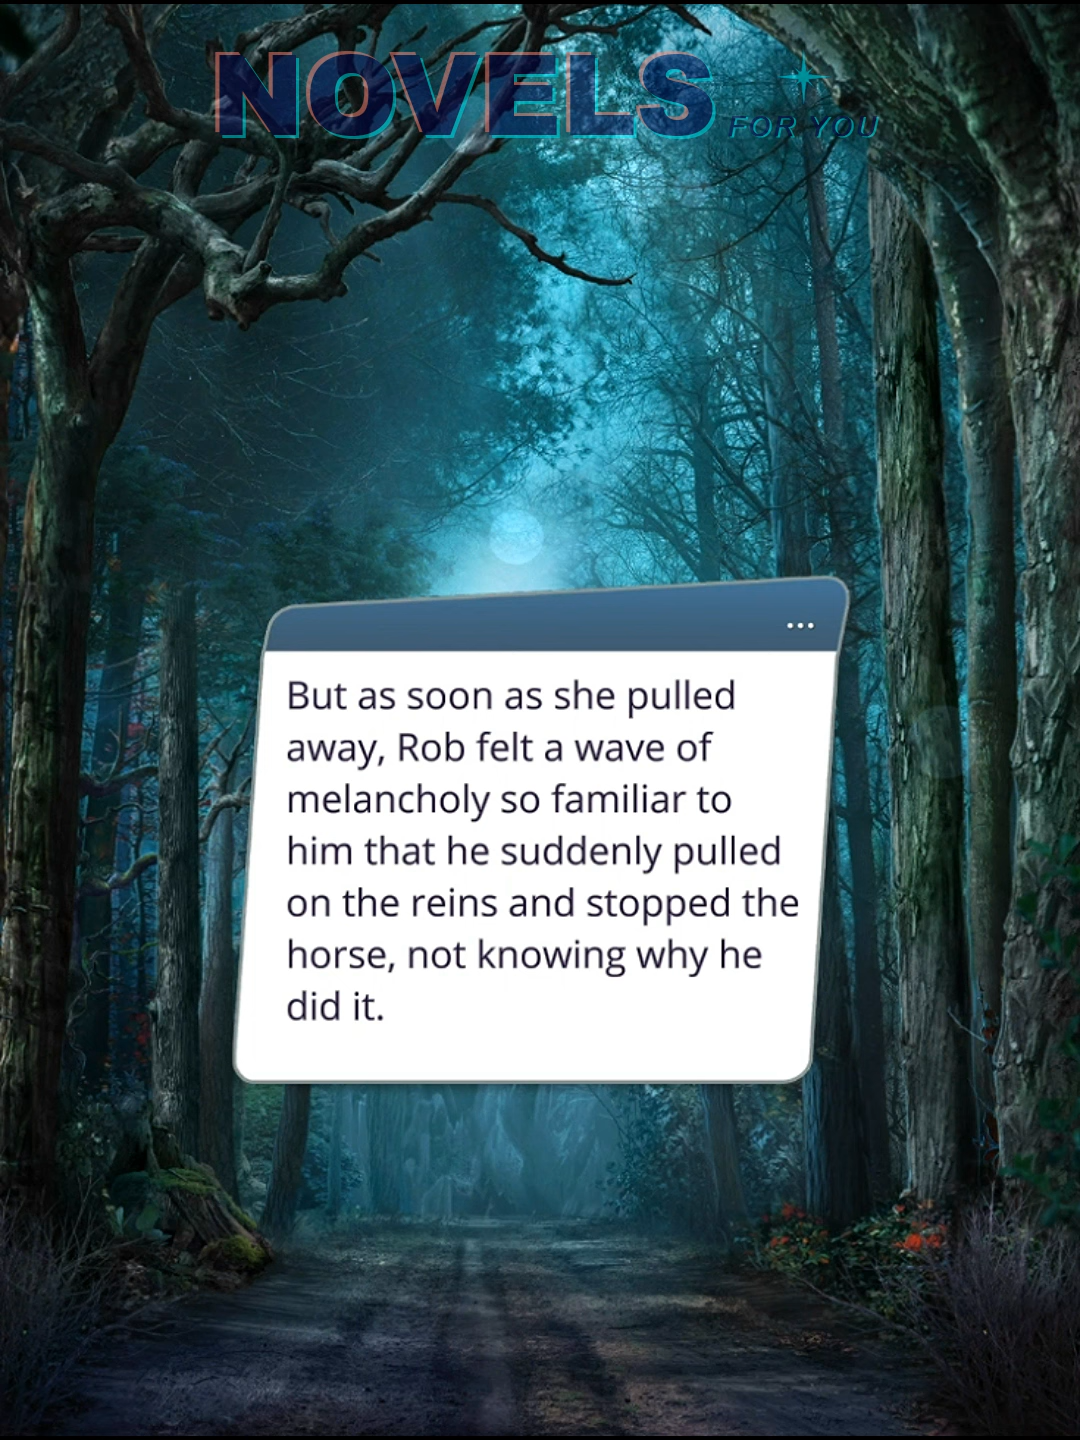 NOVELS
FOR YOU
But as soon as she pulled
away, Rob felt a wave of
melancholy so familiar to
him that he suddenly pulled
on the reins and stopped the
horse, not knowing why he
did it.